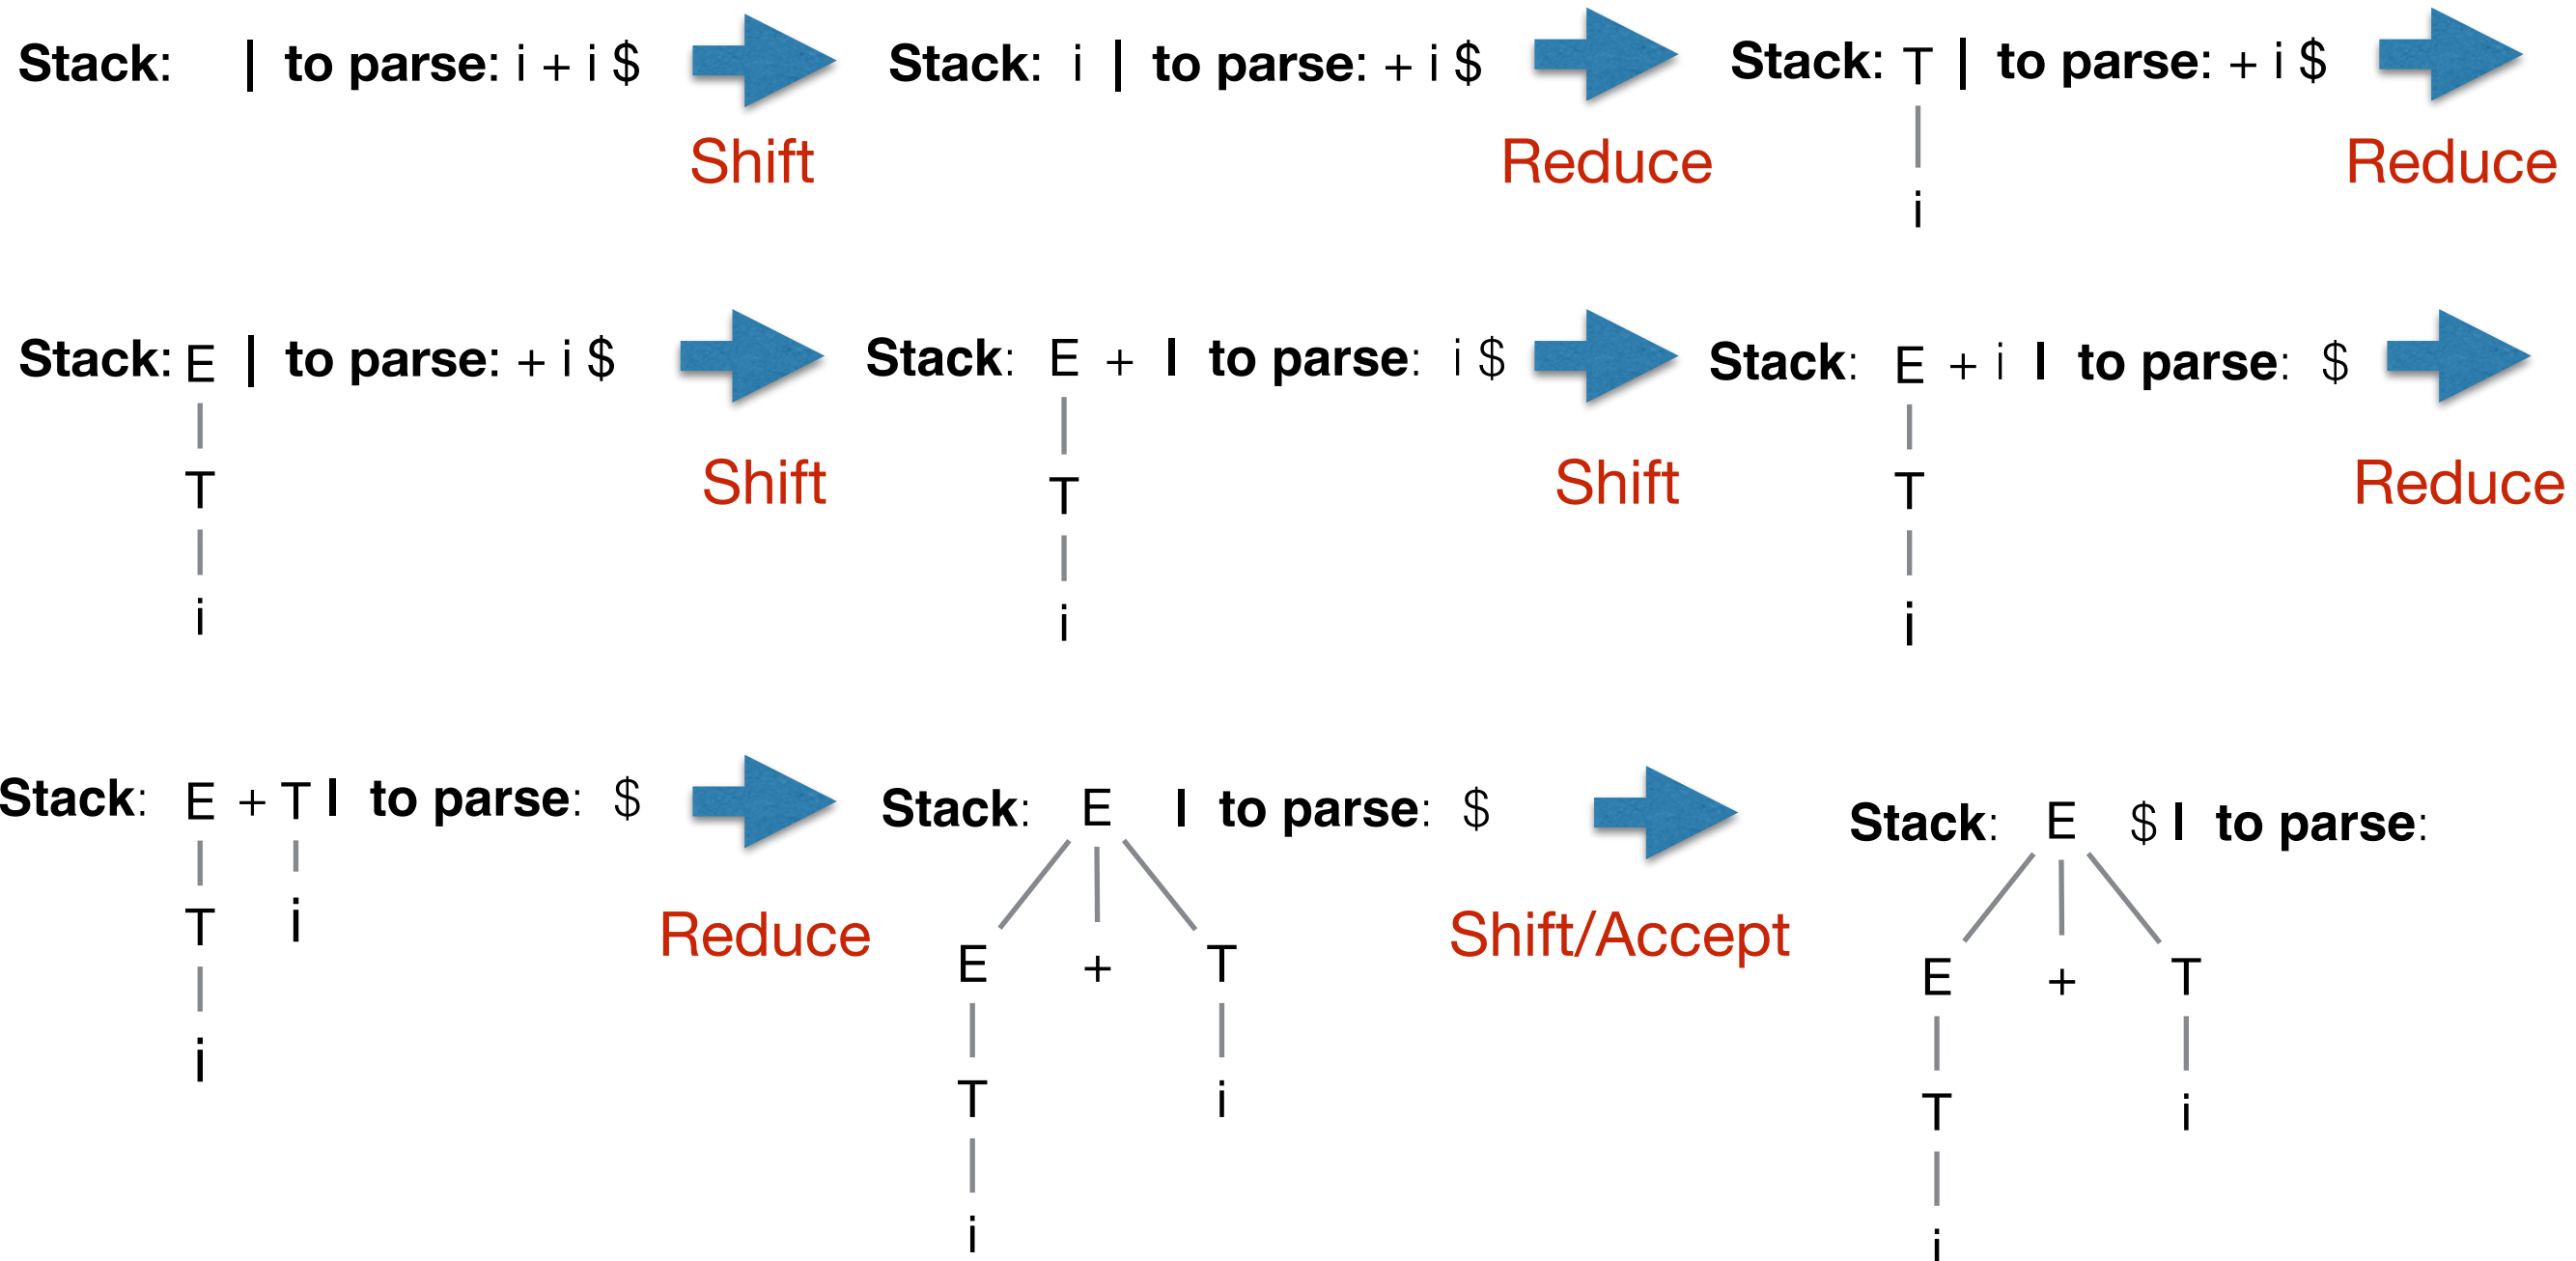 Stack: | to parse: i + i $ Stack: i | to parse: + i $ Stack: T | to parse: + i $
Shift Reduce Reduce
i
Stack: E | to parse: + i $ Stack: E + | to parse: i $ Stack: E + i | to parse: $
Shift Shift Reduce
T T T
i i i
Stack: E + T | to parse: $ Stack: E | to parse: $ Stack: E $ | to parse:
T i Reduce Shift/Accept
E + T E + T
i
T i T i
i i